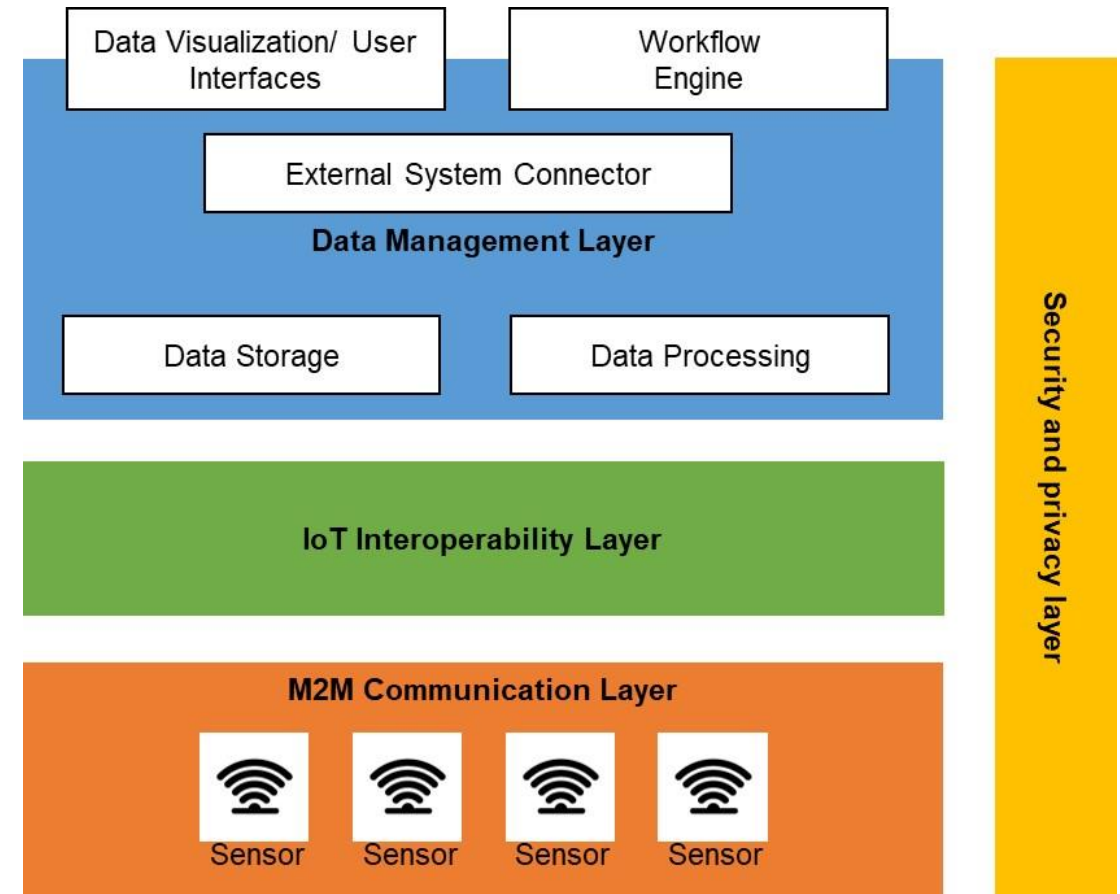 Data Visualization/ User
Interfaces
Workflow
Engine
External System Connector
Data Management Layer
Data Storage
Data Processing
IoT Interoperability Layer
M2M Communication Layer
Sensor
Sensor
Sensor
Sensor
Security and privacy layer